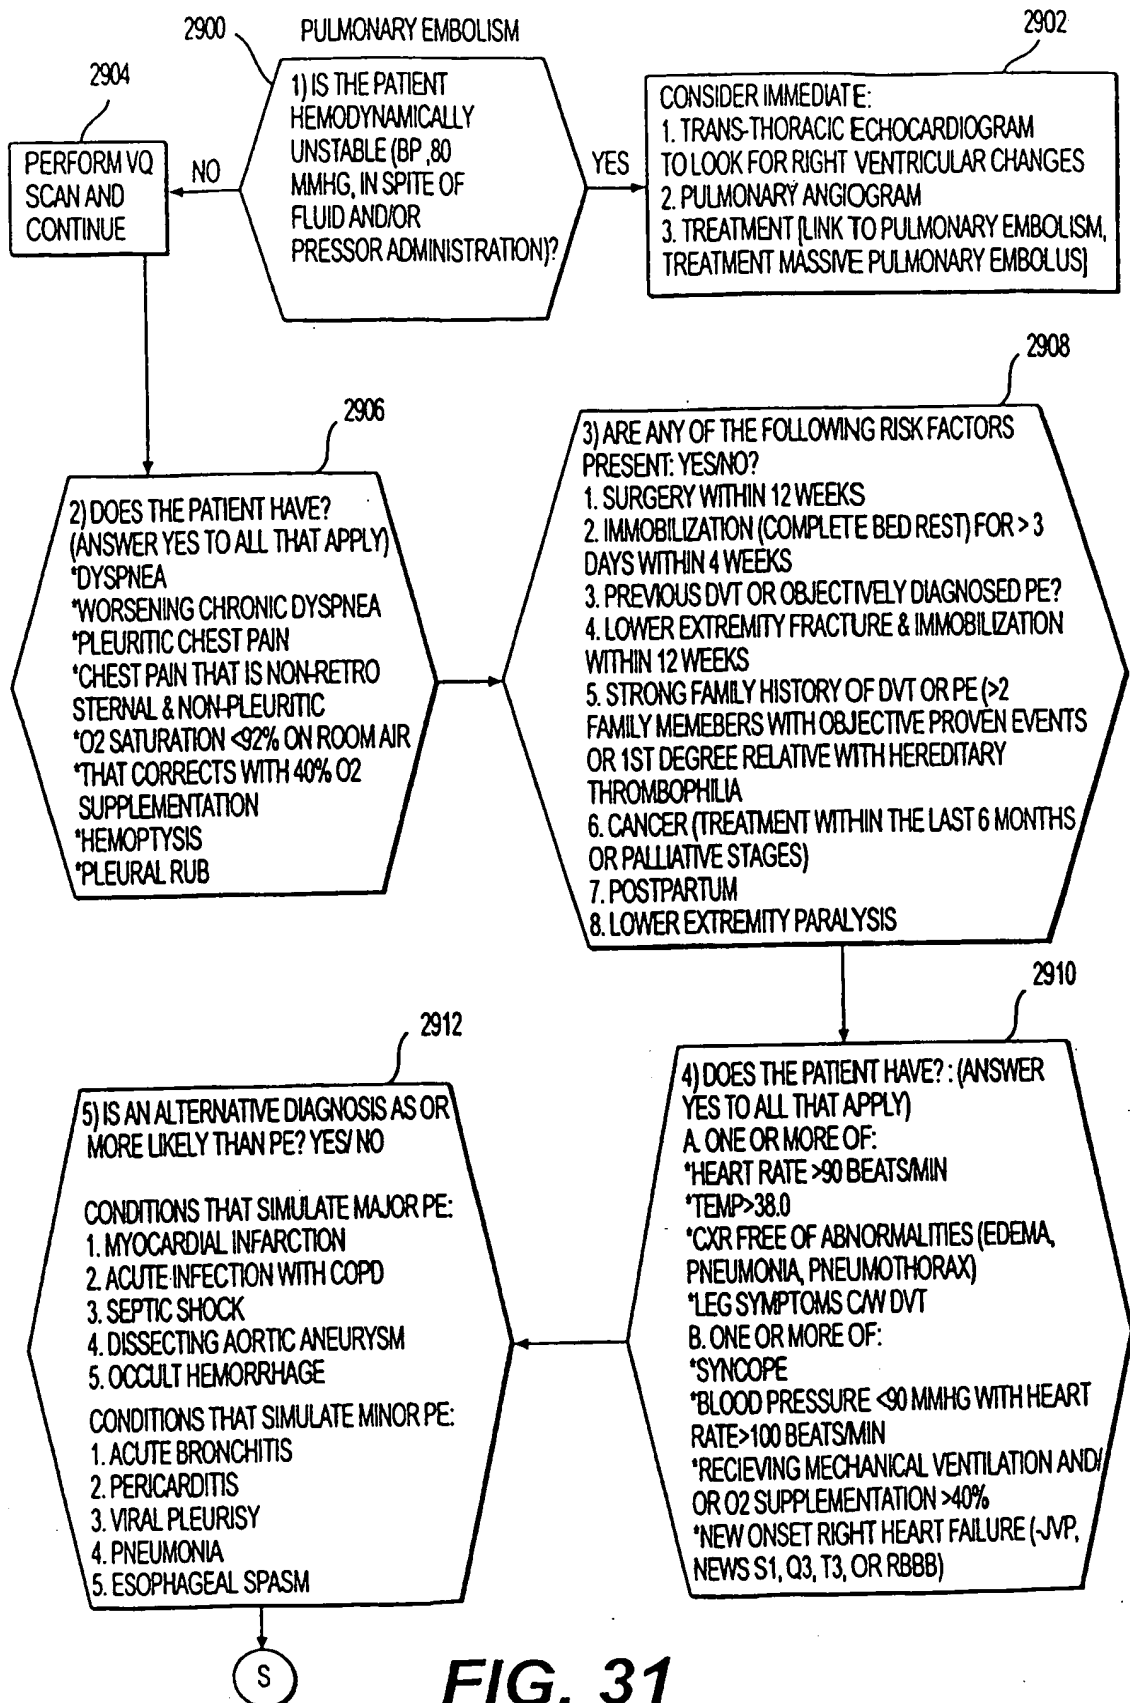 2900
PULMONARY EMBOLISM
1) IS THE PATIENT
HEMODYNAMICALLY
UNSTABLE (BP ,80
MMHG, IN SPITE OF
FLUID AND/OR
PRESSOR ADMINISTRATION)?
YES
2902
CONSIDER IMMEDIATE:
1. TRANS-THORACIC ECHOCARDIOGRAM
TO LOOK FOR RIGHT VENTRICULAR CHANGES
2. PULMONARY ANGIOGRAM
3. TREATMENT [LINK TO PULMONARY EMBOLISM,
TREATMENT MASSIVE PULMONARY EMBOLUS]
NO
2904
PERFORM VQ
SCAN AND
CONTINUE
2906
2) DOES THE PATIENT HAVE?
(ANSWER YES TO ALL THAT APPLY)
*DYSPNEA
*WORSENING CHRONIC DYSPNEA
*PLEURITIC CHEST PAIN
*CHEST PAIN THAT IS NON-RETRO
STERNAL & NON-PLEURITIC
*O2 SATURATION <92% ON ROOM AIR
*THAT CORRECTS WITH 40% O2
SUPPLEMENTATION
*HEMOPTYSIS
*PLEURAL RUB
2908
3) ARE ANY OF THE FOLLOWING RISK FACTORS
PRESENT: YES/NO?
1. SURGERY WITHIN 12 WEEKS
2. IMMOBILIZATION (COMPLETE BED REST) FOR > 3
DAYS WITHIN 4 WEEKS
3. PREVIOUS DVT OR OBJECTIVELY DIAGNOSED PE?
4. LOWER EXTREMITY FRACTURE & IMMOBILIZATION
WITHIN 12 WEEKS
5. STRONG FAMILY HISTORY OF DVT OR PE (>2
FAMILY MEMEBERS WITH OBJECTIVE PROVEN EVENTS
OR 1ST DEGREE RELATIVE WITH HEREDITARY
THROMBOPHILIA
6. CANCER (TREATMENT WITHIN THE LAST 6 MONTHS
OR PALLIATIVE STAGES)
7. POSTPARTUM
8. LOWER EXTREMITY PARALYSIS
2910
4) DOES THE PATIENT HAVE? : (ANSWER
YES TO ALL THAT APPLY)
A. ONE OR MORE OF:
*HEART RATE >90 BEATS/MIN
*TEMP>38.0
*CXR FREE OF ABNORMALITIES (EDEMA,
PNEUMONIA, PNEUMOTHORAX)
*LEG SYMPTOMS C/W DVT
B. ONE OR MORE OF:
*SYNCOPE
*BLOOD PRESSURE <90 MMHG WITH HEART
RATE>100 BEATS/MIN
*RECIEVING MECHANICAL VENTILATION AND/
OR O2 SUPPLEMENTATION >40%
*NEW ONSET RIGHT HEART FAILURE (-JVP,
NEWS S1, Q3, T3, OR RBBB)
2912
5) IS AN ALTERNATIVE DIAGNOSIS AS OR
MORE LIKELY THAN PE? YES/ NO
CONDITIONS THAT SIMULATE MAJOR PE:
1. MYOCARDIAL INFARCTION
2. ACUTE INFECTION WITH COPD
3. SEPTIC SHOCK
4. DISSECTING AORTIC ANEURYSM
5. OCCULT HEMORRHAGE
CONDITIONS THAT SIMULATE MINOR PE:
1. ACUTE BRONCHITIS
2. PERICARDITIS
3. VIRAL PLEURISY
4. PNEUMONIA
5. ESOPHAGEAL SPASM
S
FIG. 31